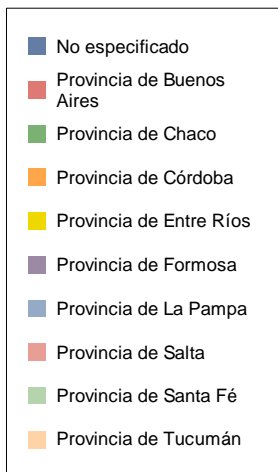 No especificado
Provincia de Buenos
Aires
Provincia de Chaco
Provincia de Córdoba
Provincia de Entre Ríos
Provincia de Formosa
Provincia de La Pampa
Provincia de Salta
Provincia de Santa Fé
Provincia de Tucumán